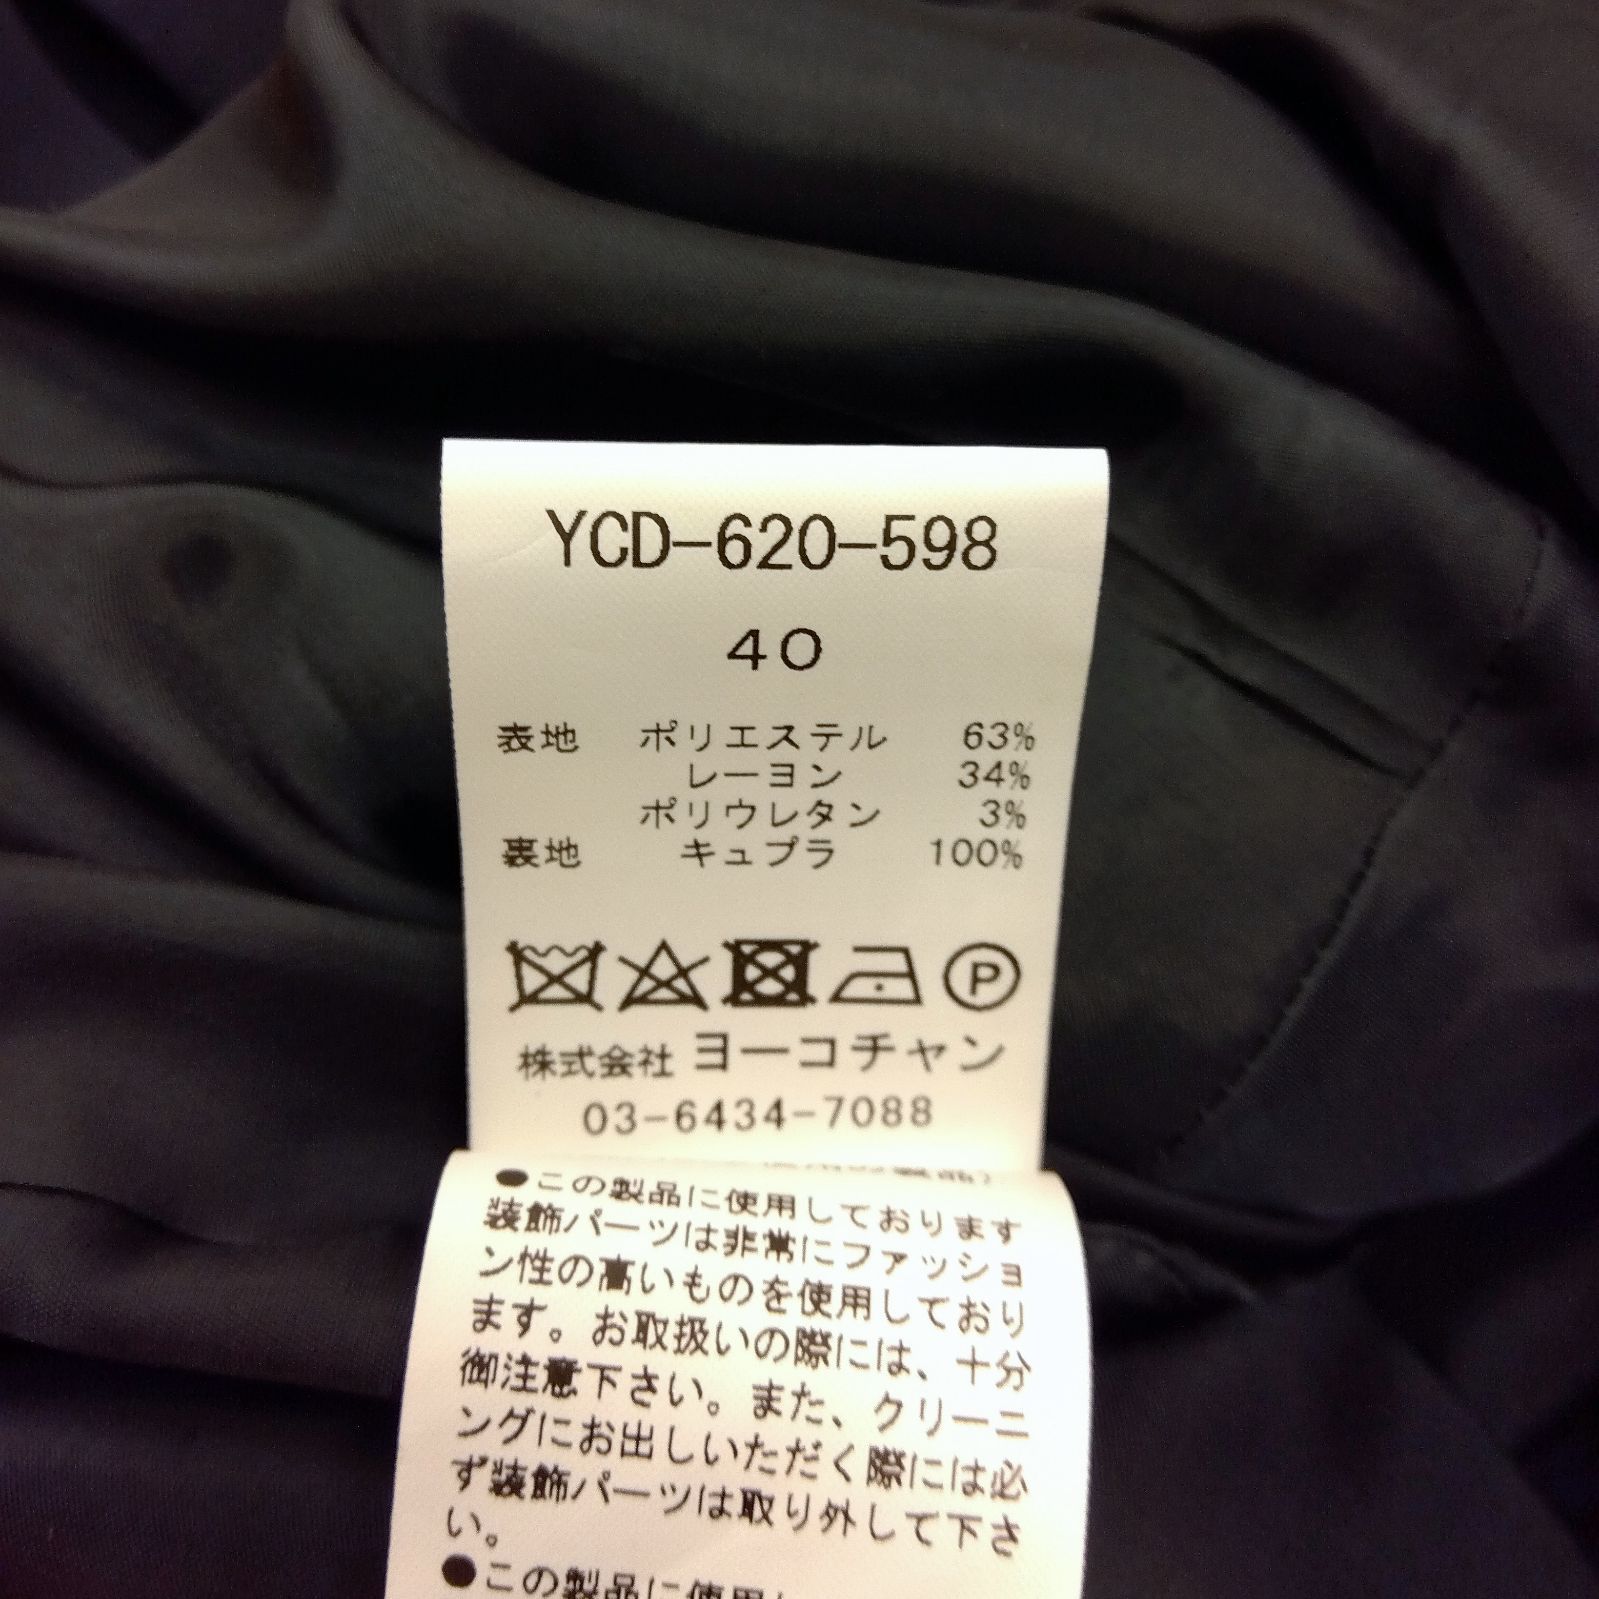 YCD-620-598
40
表地 ポリエステル 63%
レーヨン 34%
ポリウレタン 3%
裏地 キュプラ 100%
P
株式会社 ヨーコチャン
03-6434-7088
●この製品に使用しております
装飾パーツは非常にファッショ
ン性の高いものを使用しており
ます。お取扱いの際には、十分
御注意下さい。また、クリーニ
ングにお出しいただく際には必
ず装飾パーツは取り外して下さ
い。
●この製品に使用